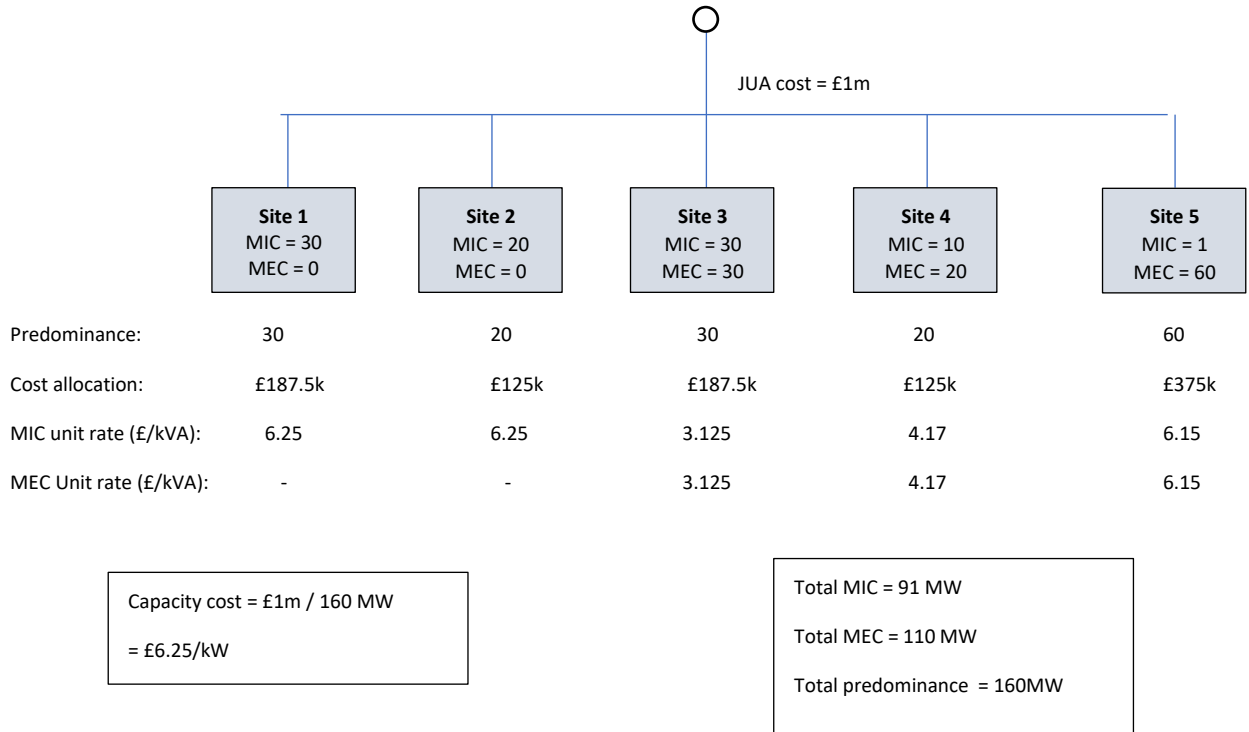 JUA cost = £1m
Site 1
MIC = 30
MEC = 0
Site 2
MIC = 20
MEC = 0
Site 3
MIC = 30
MEC = 30
Site 4
MIC = 10
MEC = 20
Site 5
MIC = 1
MEC = 60
Predominance: 30 20 30 20 60
Cost allocation: £187.5k £125k £187.5k £125k £375k
MIC unit rate (£/kVA): 6.25 6.25 3.125 4.17 6.15
MEC Unit rate (£/kVA): - - 3.125 4.17 6.15
Capacity cost = £1m / 160 MW
= £6.25/kW
Total MIC = 91 MW
Total MEC = 110 MW
Total predominance = 160MW